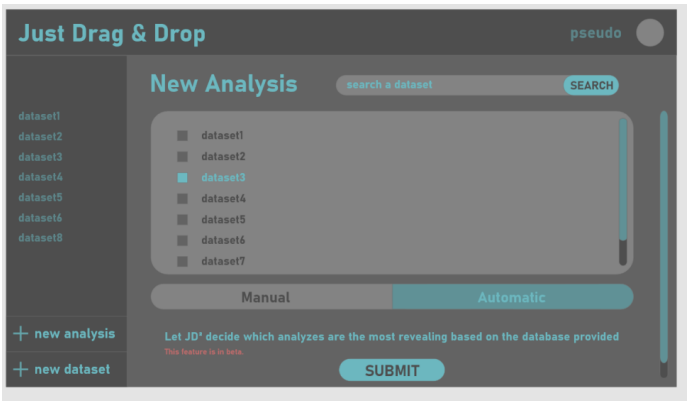 Just Drag & Drop
pseudo
New Analysis
search a dataset
SEARCH
dataset1
dataset2
dataset3
dataset4
dataset5
dataset6
dataset8
dataset1
dataset2
dataset3
dataset4
dataset5
dataset6
dataset7
Manual
Automatic
+ new analysis
+ new dataset
Let JD² decide which analyzes are the most revealing based on the database provided
This feature is in beta.
SUBMIT